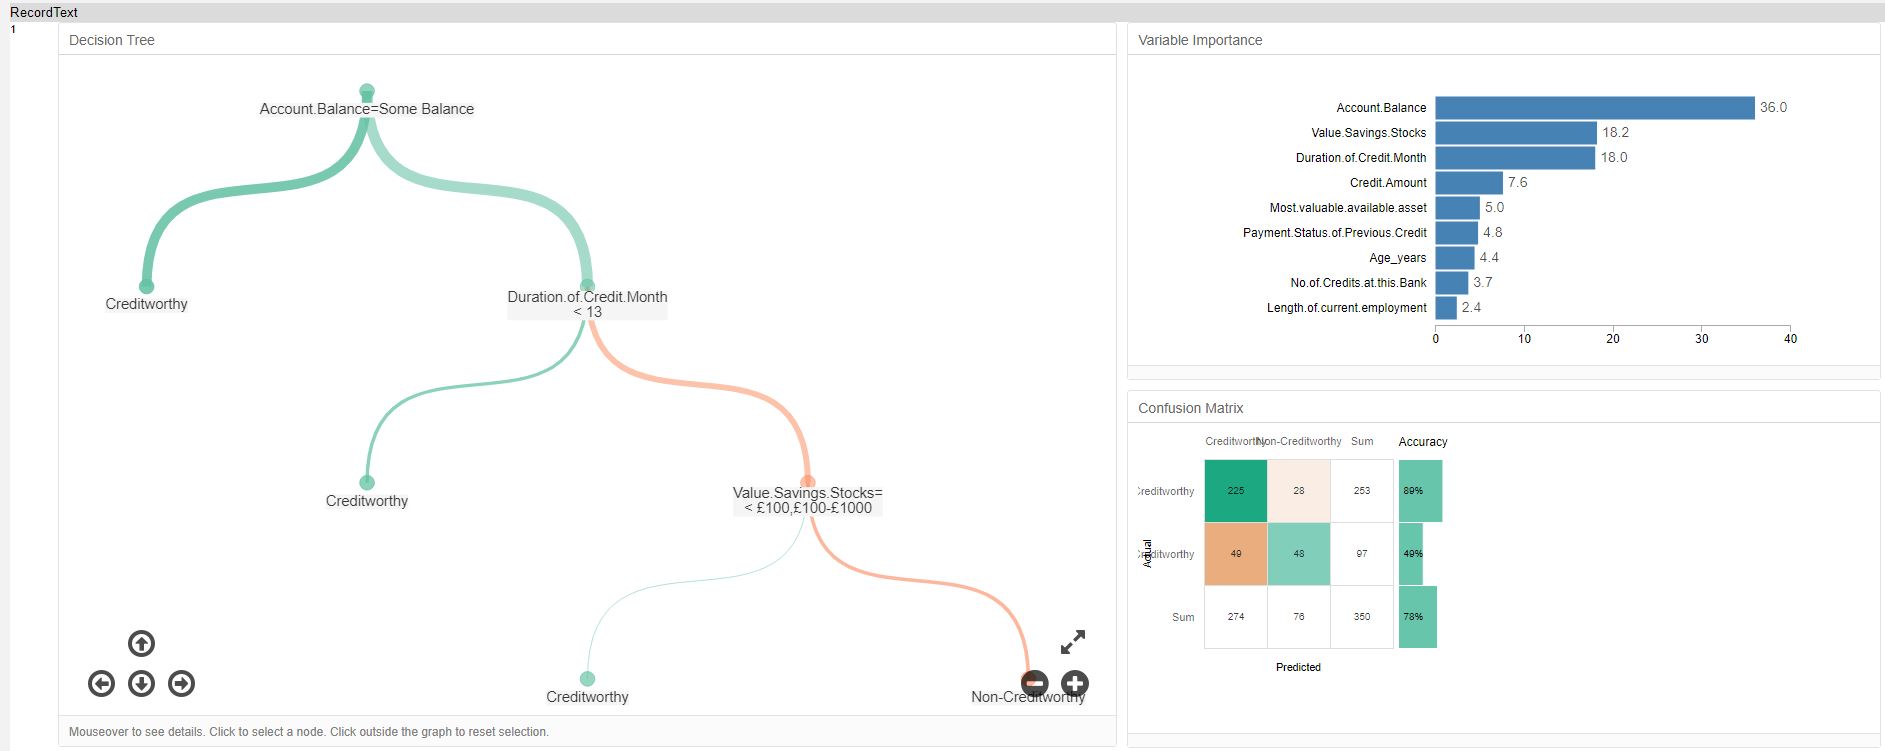 RecordText
1
Decision Tree
Account.Balance=Some Balance
Creditworthy
Duration.of.Credit.Month
< 13
Creditworthy
Value.Savings.Stocks=
< £100,£100-£1000
Creditworthy
Non-Creditworthy
Mouseover to see details. Click to select a node. Click outside the graph to reset selection.
Variable Importance
Account.Balance 36.0
Value.Savings.Stocks 18.2
Duration.of.Credit.Month 18.0
Credit.Amount 7.6
Most.valuable.available.asset 5.0
Payment.Status.of.Previous.Credit 4.8
Age_years 4.4
No.of.Credits.at.this.Bank 3.7
Length.of.current.employment 2.4
0 10 20 30 40
Confusion Matrix
Creditworthy Non-Creditworthy Sum Accuracy
Creditworthy 225 28 253 89%
Actual
Creditworthy 49 48 97 49%
Sum 274 76 350 78%
Predicted